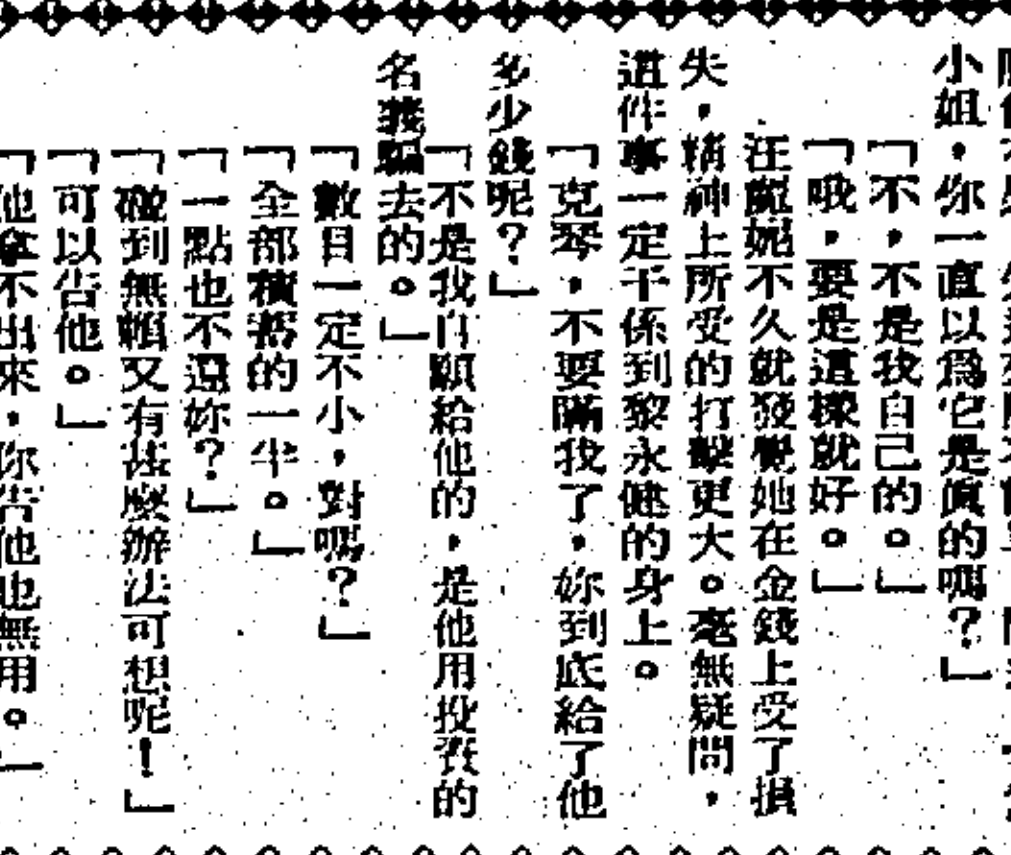 小姐，你一直以爲它是眞的嗎？」
「不，不是我自己的。」
「哦，要是這樣就好。」
汪麗妮不久就發覺她在金錢上受了損
失，精神上所受的打擊更大。毫無疑問，
這件事一定干係到黎永健的身上。
「克琴，不要瞞我了，妳到底給了他
多少錢呢？」
「不是我自願給他的，是他用投資的
名義騙去的。」
「數目一定不小，對嗎？」
「全部積蓄的一半。」
「一點也不還妳？」
「碰到無賴又有甚麼辦法可想呢！」
「可以告他。」
「他拿不出來，你告他也無用。」